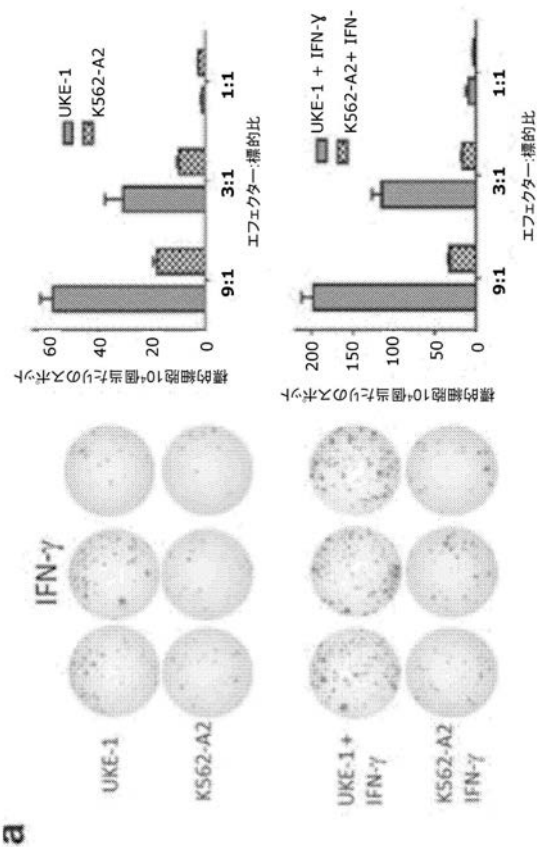 a
IFN-γ
UKE-1
K562-A2
UKE-1 +
IFN-γ
K562-A2
IFN-γ
標的細胞10⁴個当たりのスポット
60
40
20
0
UKE-1
K562-A2
9:1
3:1
1:1
エフェクター:標的比
標的細胞10⁴個当たりのスポット
200
150
100
50
0
UKE-1 + IFN-γ
K562-A2+ IFN-
9:1
3:1
1:1
エフェクター:標的比